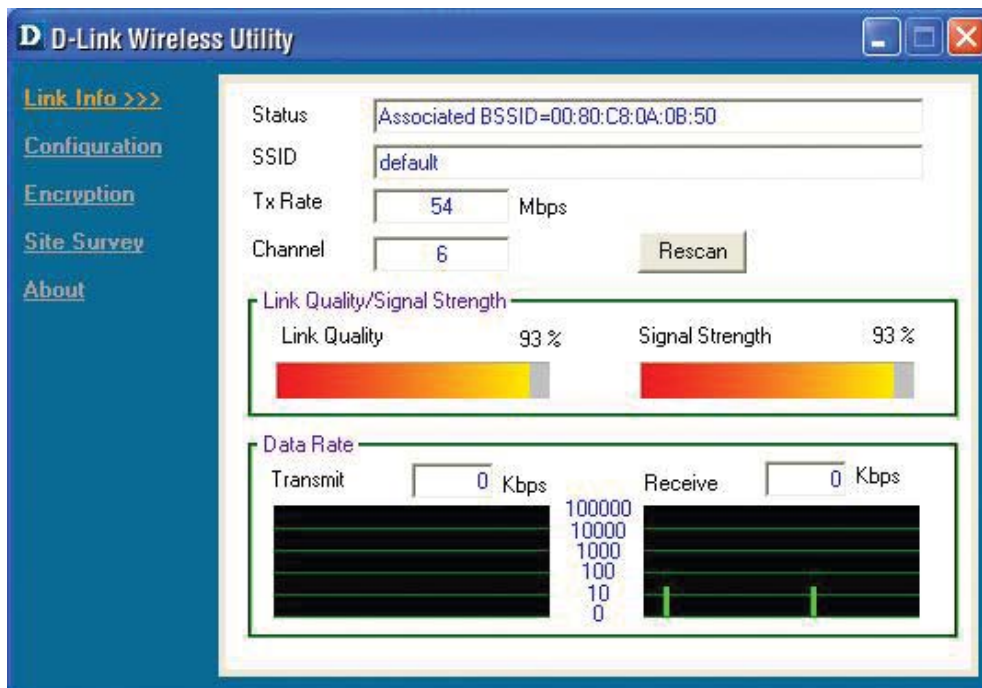 D D-Link Wireless Utility
Link Info >>>
Configuration
Encryption
Site Survey
About
Status Associated BSSID=00:80:C8:0A:0B:50
SSID default
Tx Rate 54 Mbps
Channel 6 Rescan
Link Quality/Signal Strength
Link Quality 93 % Signal Strength 93 %
Data Rate
Transmit 0 Kbps Receive 0 Kbps
100000
10000
1000
100
10
0